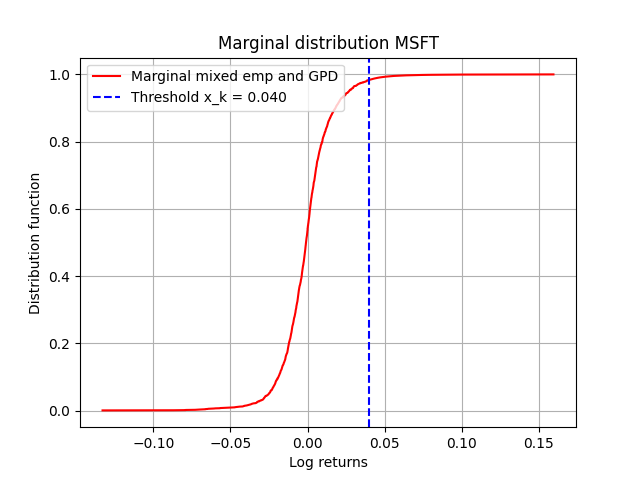 Marginal distribution MSFT
Marginal mixed emp and GPD
Threshold x_k = 0.040
1.0
0.8
0.6
0.4
0.2
0.0
Distribution function
−0.10 −0.05 0.00 0.05 0.10 0.15
Log returns